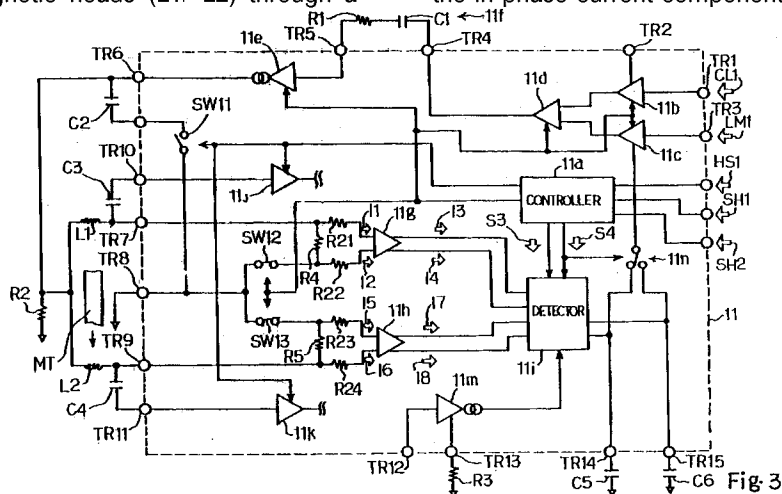 gnetic heads (21/ 22) through a
the in-phase current component
R1
C1
11f
TR5
TR4
TR2
TR6
11e
TR1
CL1
11d
11b
C2
SW11
TR3
LM1
11c
TR10
C3
11j
11a
CONTROLLER
HS1
SH1
SH2
L1
TR7
R21
I1
11g
I3
S3
S4
11n
SW12
R4
TR8
R22
I2
I4
R2
MT
SW13
R23
I5
11h
I7
DETECTOR
11i
11
TR9
R5
L2
R24
I6
I8
C4
11m
TR11
11k
TR12
TR13
TR14
TR15
R3
C5
C6
Fig.3